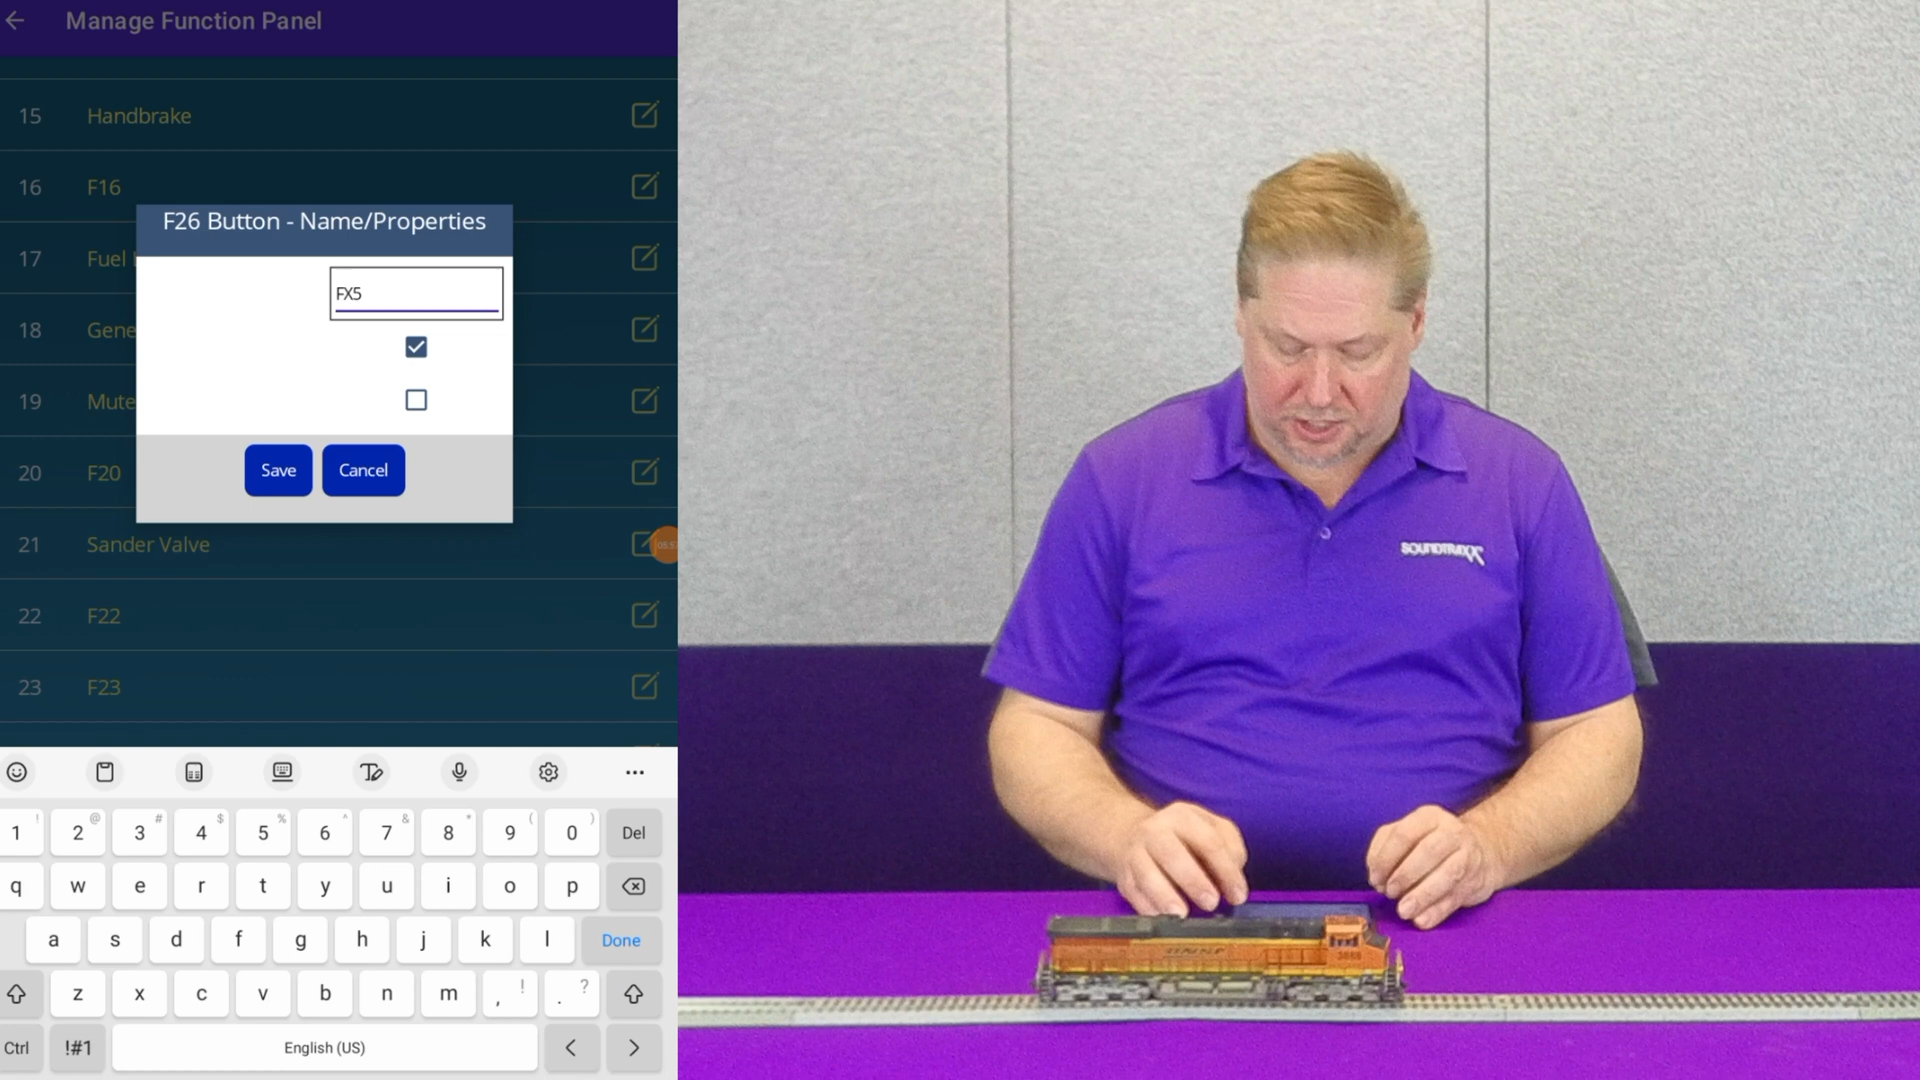 Manage Function Panel
15 Handbrake
16 F16
17 Fuel
18 Gene
19 Mute
20 F20
21 Sander Valve
22 F22
23 F23
F26 Button - Name/Properties
FX5
Save Cancel
1 ! 2 @ 3 # 4 $ 5 % 6 ^ 7 & 8 * 9 ( 0 ) Del
q w e r t y u i o p
a s d f g h j k l Done
z x c v b n m , ! . ?
Ctrl !#1 English (US) < >
SOUNDTRAXX
BNSF